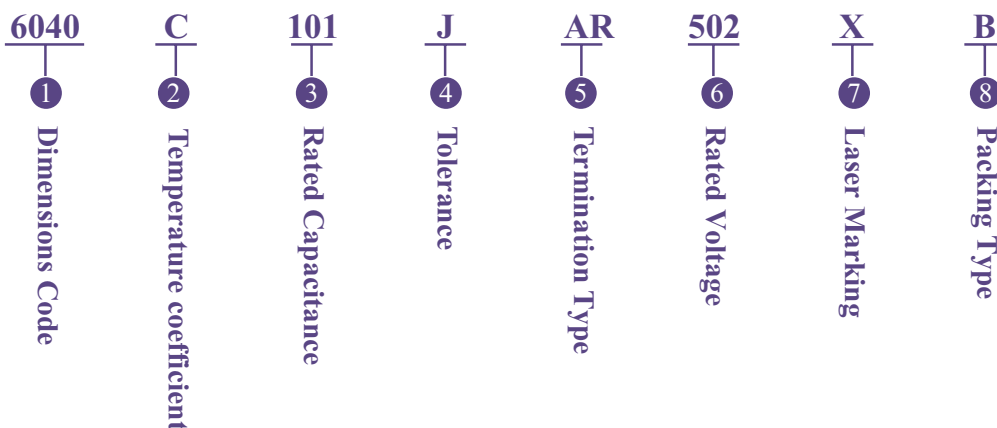 6040 C 101 J AR 502 X B
1 2 3 4 5 6 7 8
Dimensions Code
Temperature coefficient
Rated Capacitance
Tolerance
Termination Type
Rated Voltage
Laser Marking
Packing Type